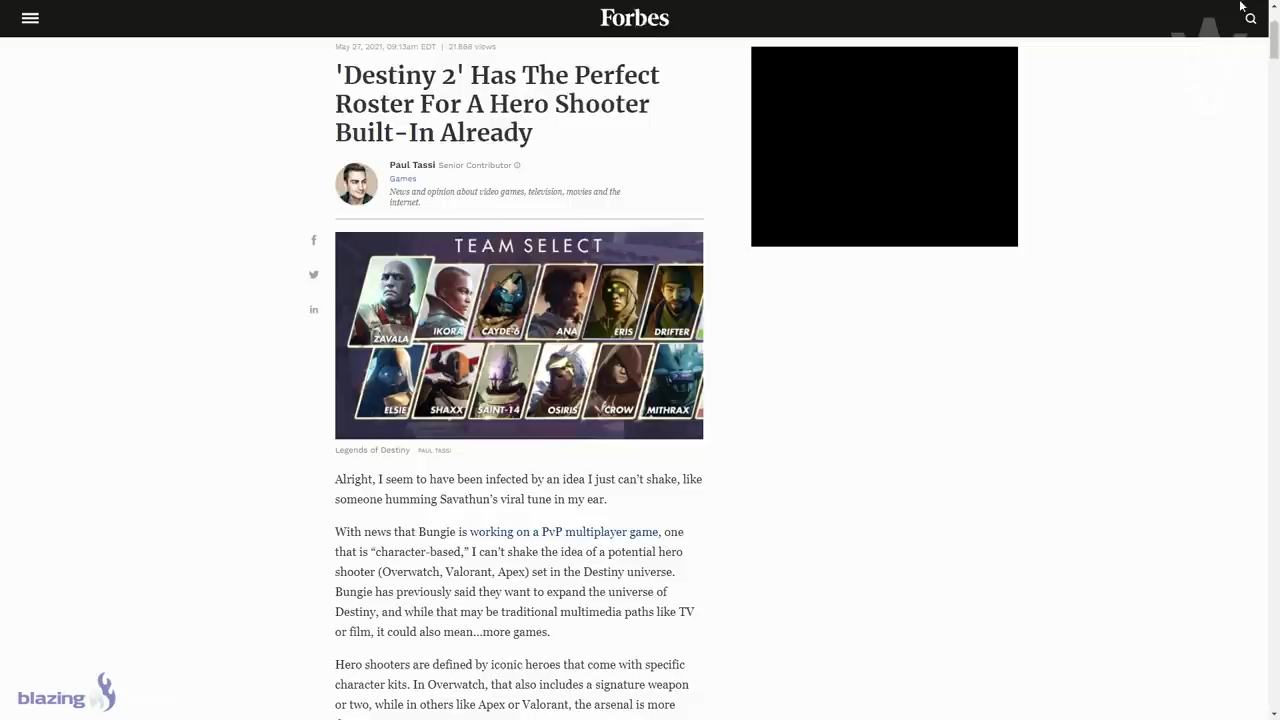 Forbes
May 27, 2021, 09:13am EDT | 21,888 views
'Destiny 2' Has The Perfect
Roster For A Hero Shooter
Built-In Already
Paul Tassi Senior Contributor
Games
News and opinion about video games, television, movies and the
internet.
TEAM SELECT
ZAVALA
IKORA
CAYDE-6
ANA
ERIS
DRIFTER
ELSIE
SHAXX
SAINT-14
OSIRIS
CROW
MITHRAX
Legends of Destiny PAUL TASSI
Alright, I seem to have been infected by an idea I just can't shake, like
someone humming Savathun's viral tune in my ear.
With news that Bungie is working on a PvP multiplayer game, one
that is “character-based,” I can't shake the idea of a potential hero
shooter (Overwatch, Valorant, Apex) set in the Destiny universe.
Bungie has previously said they want to expand the universe of
Destiny, and while that may be traditional multimedia paths like TV
or film, it could also mean...more games.
Hero shooters are defined by iconic heroes that come with specific
character kits. In Overwatch, that also includes a signature weapon
or two, while in others like Apex or Valorant, the arsenal is more
blazing